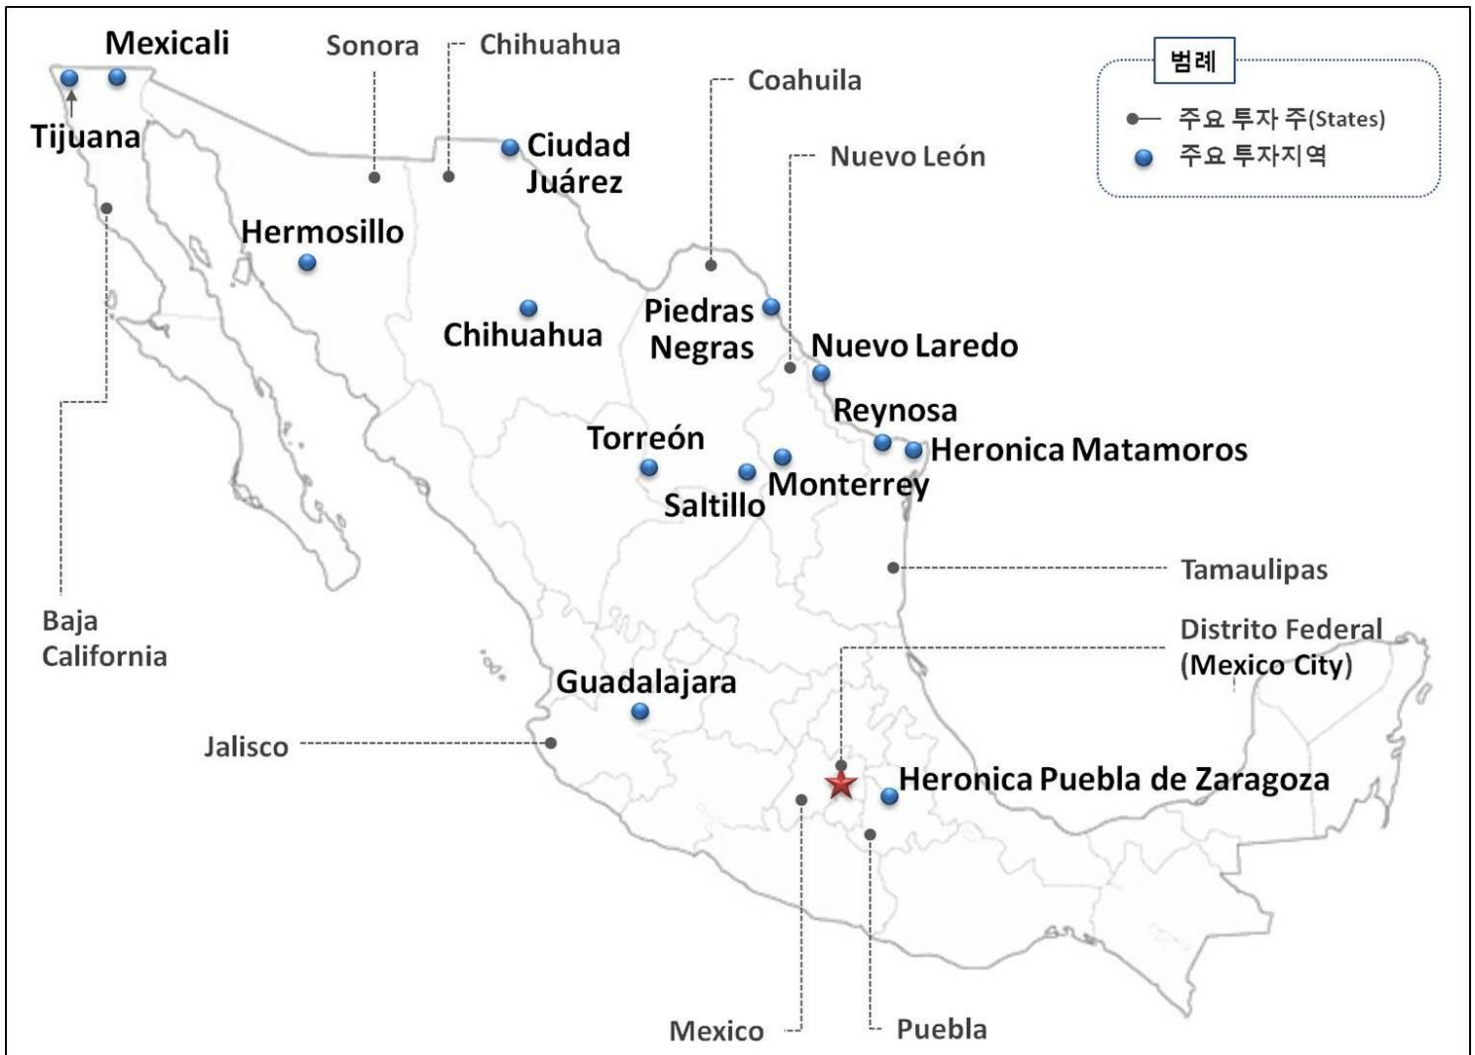 Mexicali
Sonora
Chihuahua
범례
Coahuila
주요 투자 주(States)
Tijuana
Ciudad
Juárez
Nuevo León
주요 투자지역
Hermosillo
Chihuahua
Piedras
Negras
Nuevo Laredo
Reynosa
Torreón
Heronica Matamoros
Saltillo
Monterrey
Tamaulipas
Baja
California
Distrito Federal
(Mexico City)
Guadalajara
Jalisco
Heronica Puebla de Zaragoza
Mexico
Puebla